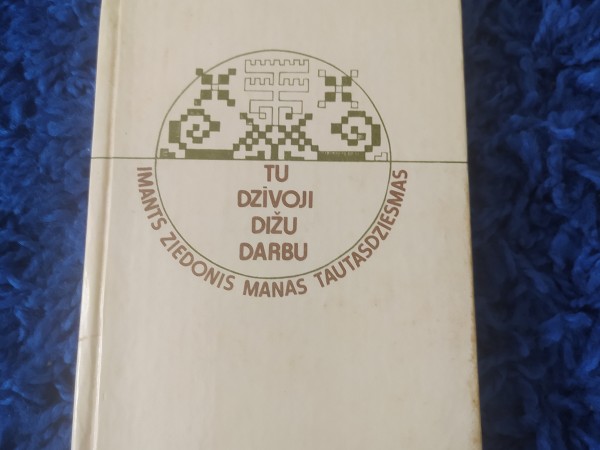 TU
DZĪVOJI
DIŽU
DARBU
IMANTS ZIEDONIS MANAS TAUTASDZIESMAS